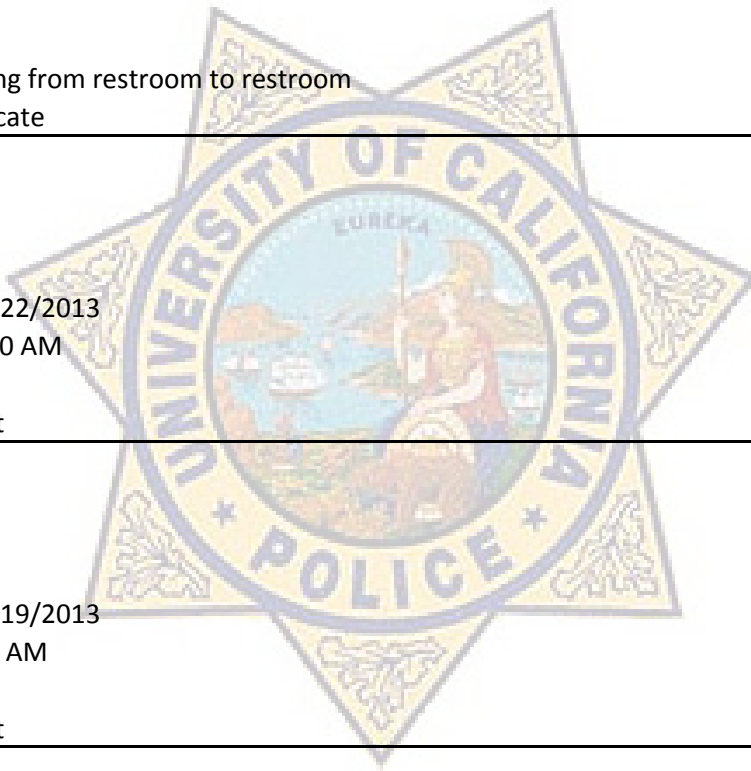 ng from restroom to restroom
cate
UNIVERSITY OF CALIFORNIA
EUREKA
22/2013
0 AM
t
19/2013
AM
t
POLICE